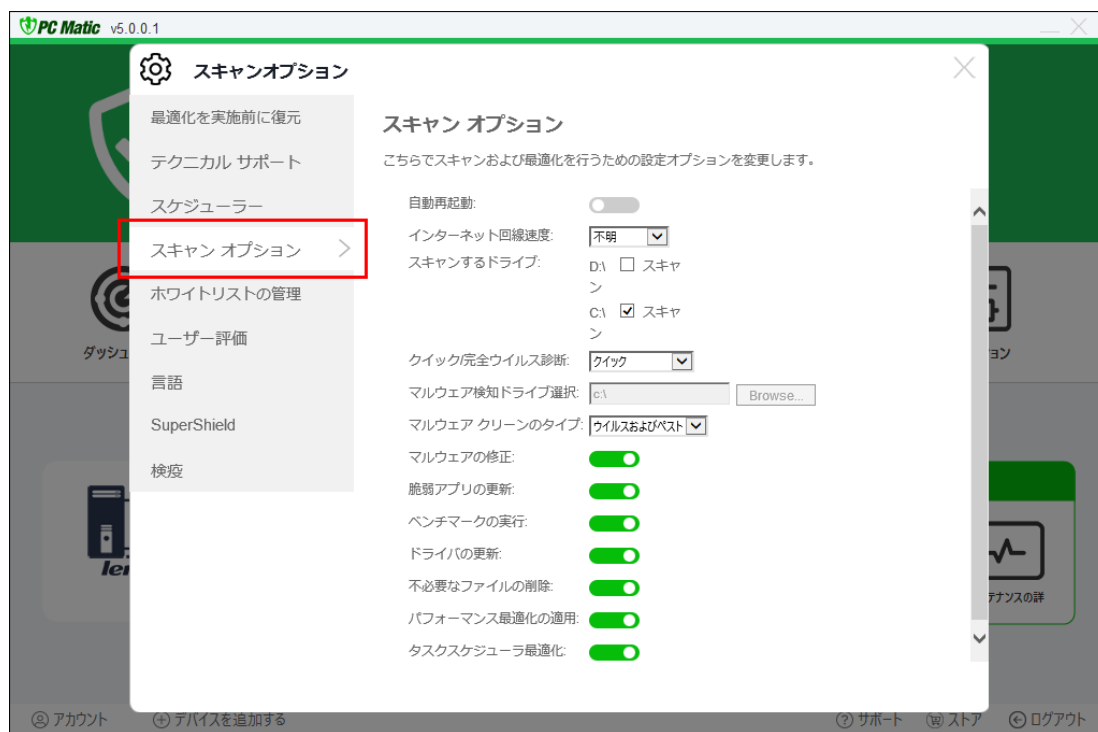 PC Matic v5.0.0.1
スキャンオプション
最適化を実施前に復元
テクニカル サポート
スケジューラー
スキャン オプション
ホワイトリストの管理
ユーザー評価
言語
SuperShield
検疫
スキャン オプション
こちらでスキャンおよび最適化を行うための設定オプションを変更します。
自動再起動:
インターネット回線速度: 不明
スキャンするドライブ: D:\ スキャ
ン
C:\ スキャ
ン
クイック/完全ウイルス診断: クイック
マルウェア検知ドライブ選択: c:\ Browse...
マルウェア クリーンのタイプ: ウイルスおよびペスト
マルウェアの修正:
脆弱アプリの更新:
ベンチマークの実行:
ドライバの更新:
不必要なファイルの削除:
パフォーマンス最適化の適用:
タスクスケジューラ最適化:
ダッシュ
ョン
len
テナンスの詳
アカウント
デバイスを追加する
サポート
ストア
ログアウト